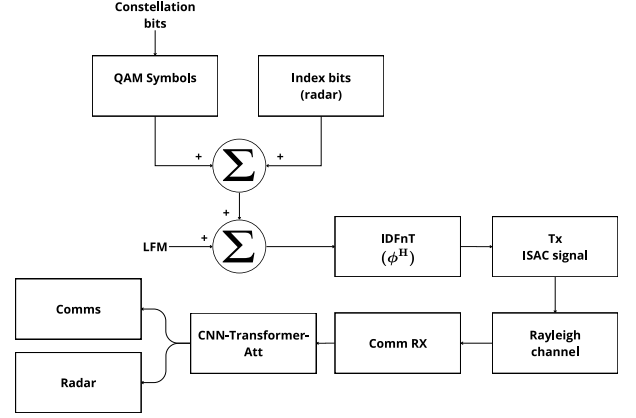 Constellation
bits
QAM Symbols
Index bits
(radar)
+
Σ
+
+
LFM
+
Σ
IDFnT
(ϕᴴ)
Tx
ISAC signal
Comms
CNN-Transformer-
Att
Comm RX
Rayleigh
channel
Radar